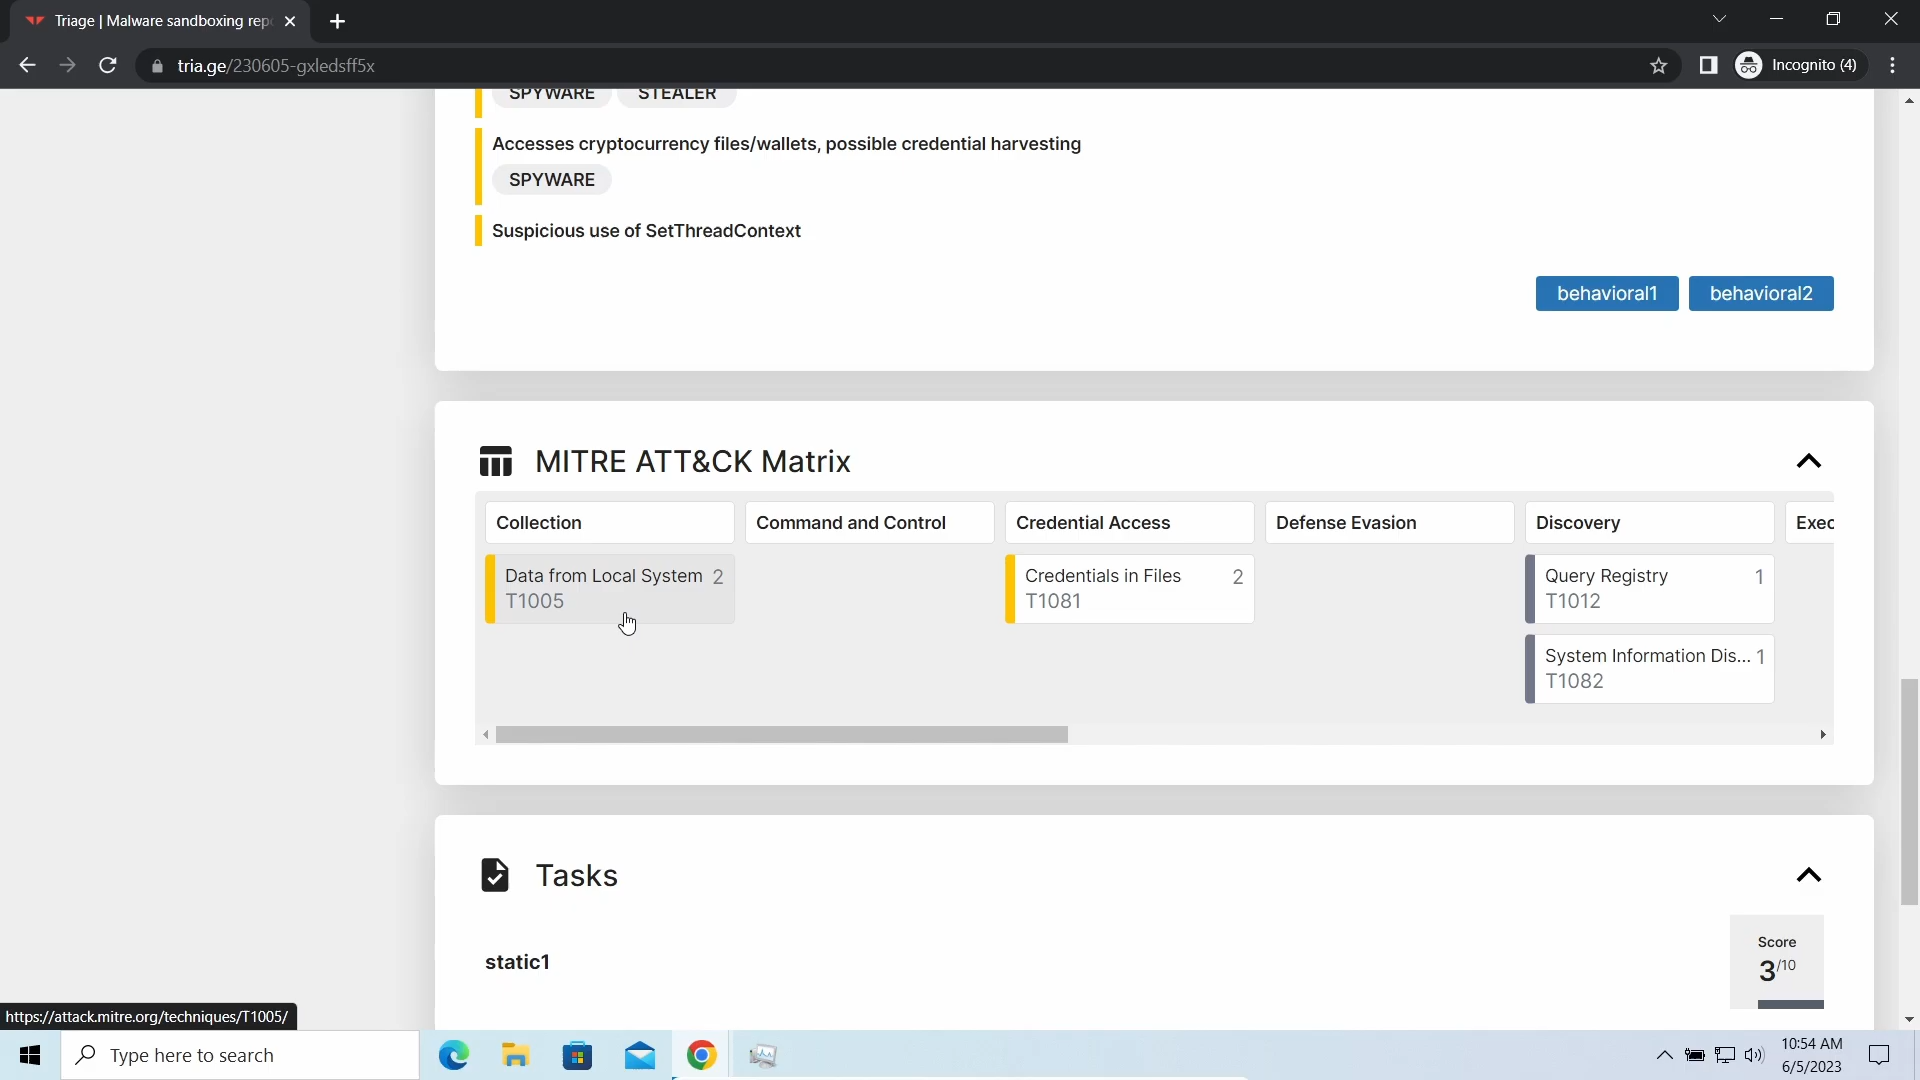 Triage | Malware sandboxing rep
tria.ge/230605-gxledsff5x
Incognito (4)
SPYWARE STEALER
Accesses cryptocurrency files/wallets, possible credential harvesting
SPYWARE
Suspicious use of SetThreadContext
behavioral1 behavioral2
MITRE ATT&CK Matrix
Collection Command and Control Credential Access Defense Evasion Discovery Exec
Data from Local System 2 Credentials in Files 2 Query Registry 1
T1005 T1081 T1012
System Information Dis... 1
T1082
Tasks
static1
Score
3/10
https://attack.mitre.org/techniques/T1005/
Type here to search
10:54 AM
6/5/2023